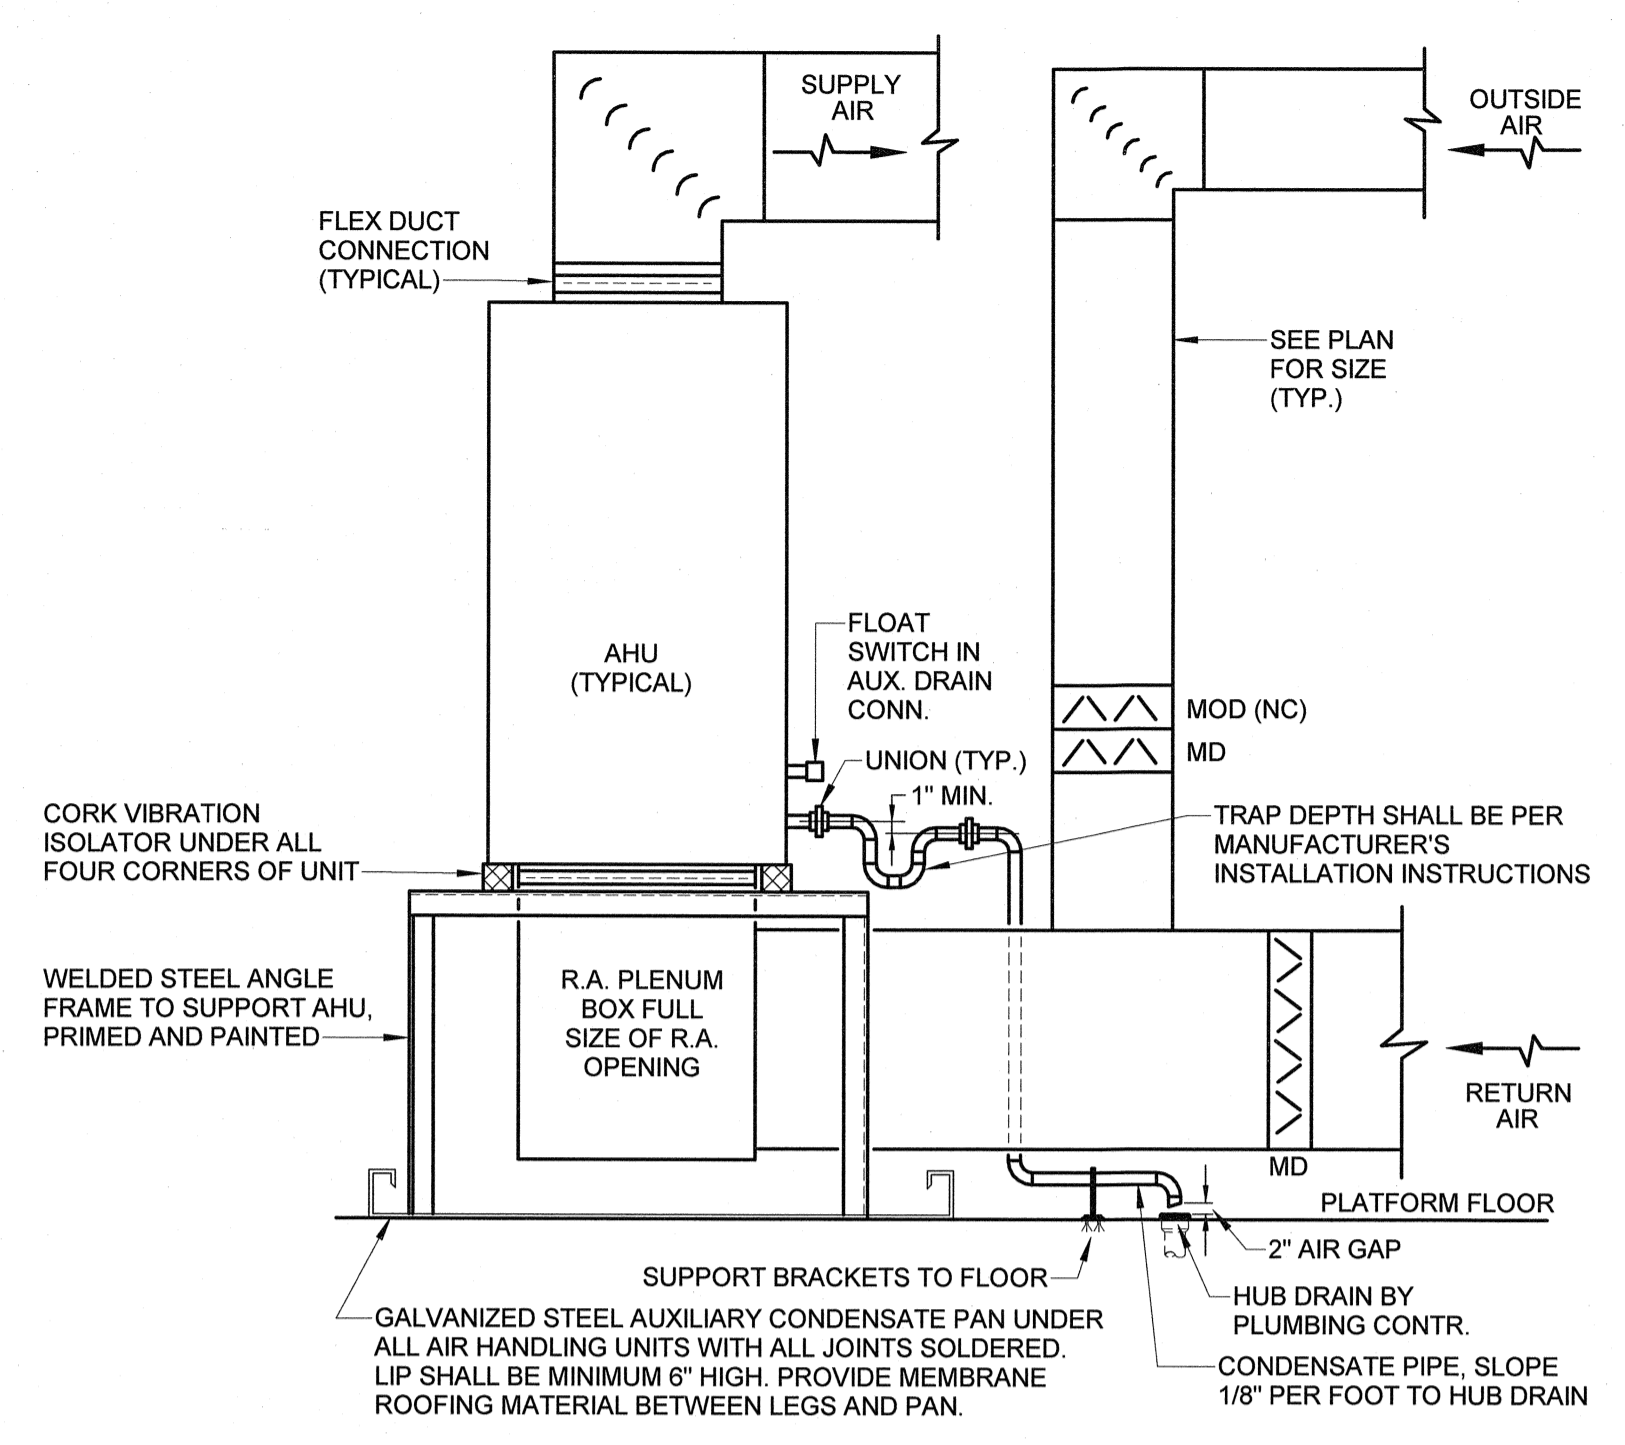 SUPPLY
AIR
OUTSIDE
AIR
FLEX DUCT
CONNECTION
(TYPICAL)
SEE PLAN
FOR SIZE
(TYP.)
FLOAT
SWITCH IN
AUX. DRAIN
CONN.
AHU
(TYPICAL)
MOD (NC)
MD
UNION (TYP.)
1" MIN.
CORK VIBRATION
ISOLATOR UNDER ALL
FOUR CORNERS OF UNIT
TRAP DEPTH SHALL BE PER
MANUFACTURER'S
INSTALLATION INSTRUCTIONS
WELDED STEEL ANGLE
FRAME TO SUPPORT AHU,
PRIMED AND PAINTED
R.A. PLENUM
BOX FULL
SIZE OF R.A.
OPENING
RETURN
AIR
MD
PLATFORM FLOOR
2" AIR GAP
SUPPORT BRACKETS TO FLOOR
HUB DRAIN BY
PLUMBING CONTR.
GALVANIZED STEEL AUXILIARY CONDENSATE PAN UNDER
ALL AIR HANDLING UNITS WITH ALL JOINTS SOLDERED.
LIP SHALL BE MINIMUM 6" HIGH. PROVIDE MEMBRANE
ROOFING MATERIAL BETWEEN LEGS AND PAN.
CONDENSATE PIPE, SLOPE
1/8" PER FOOT TO HUB DRAIN